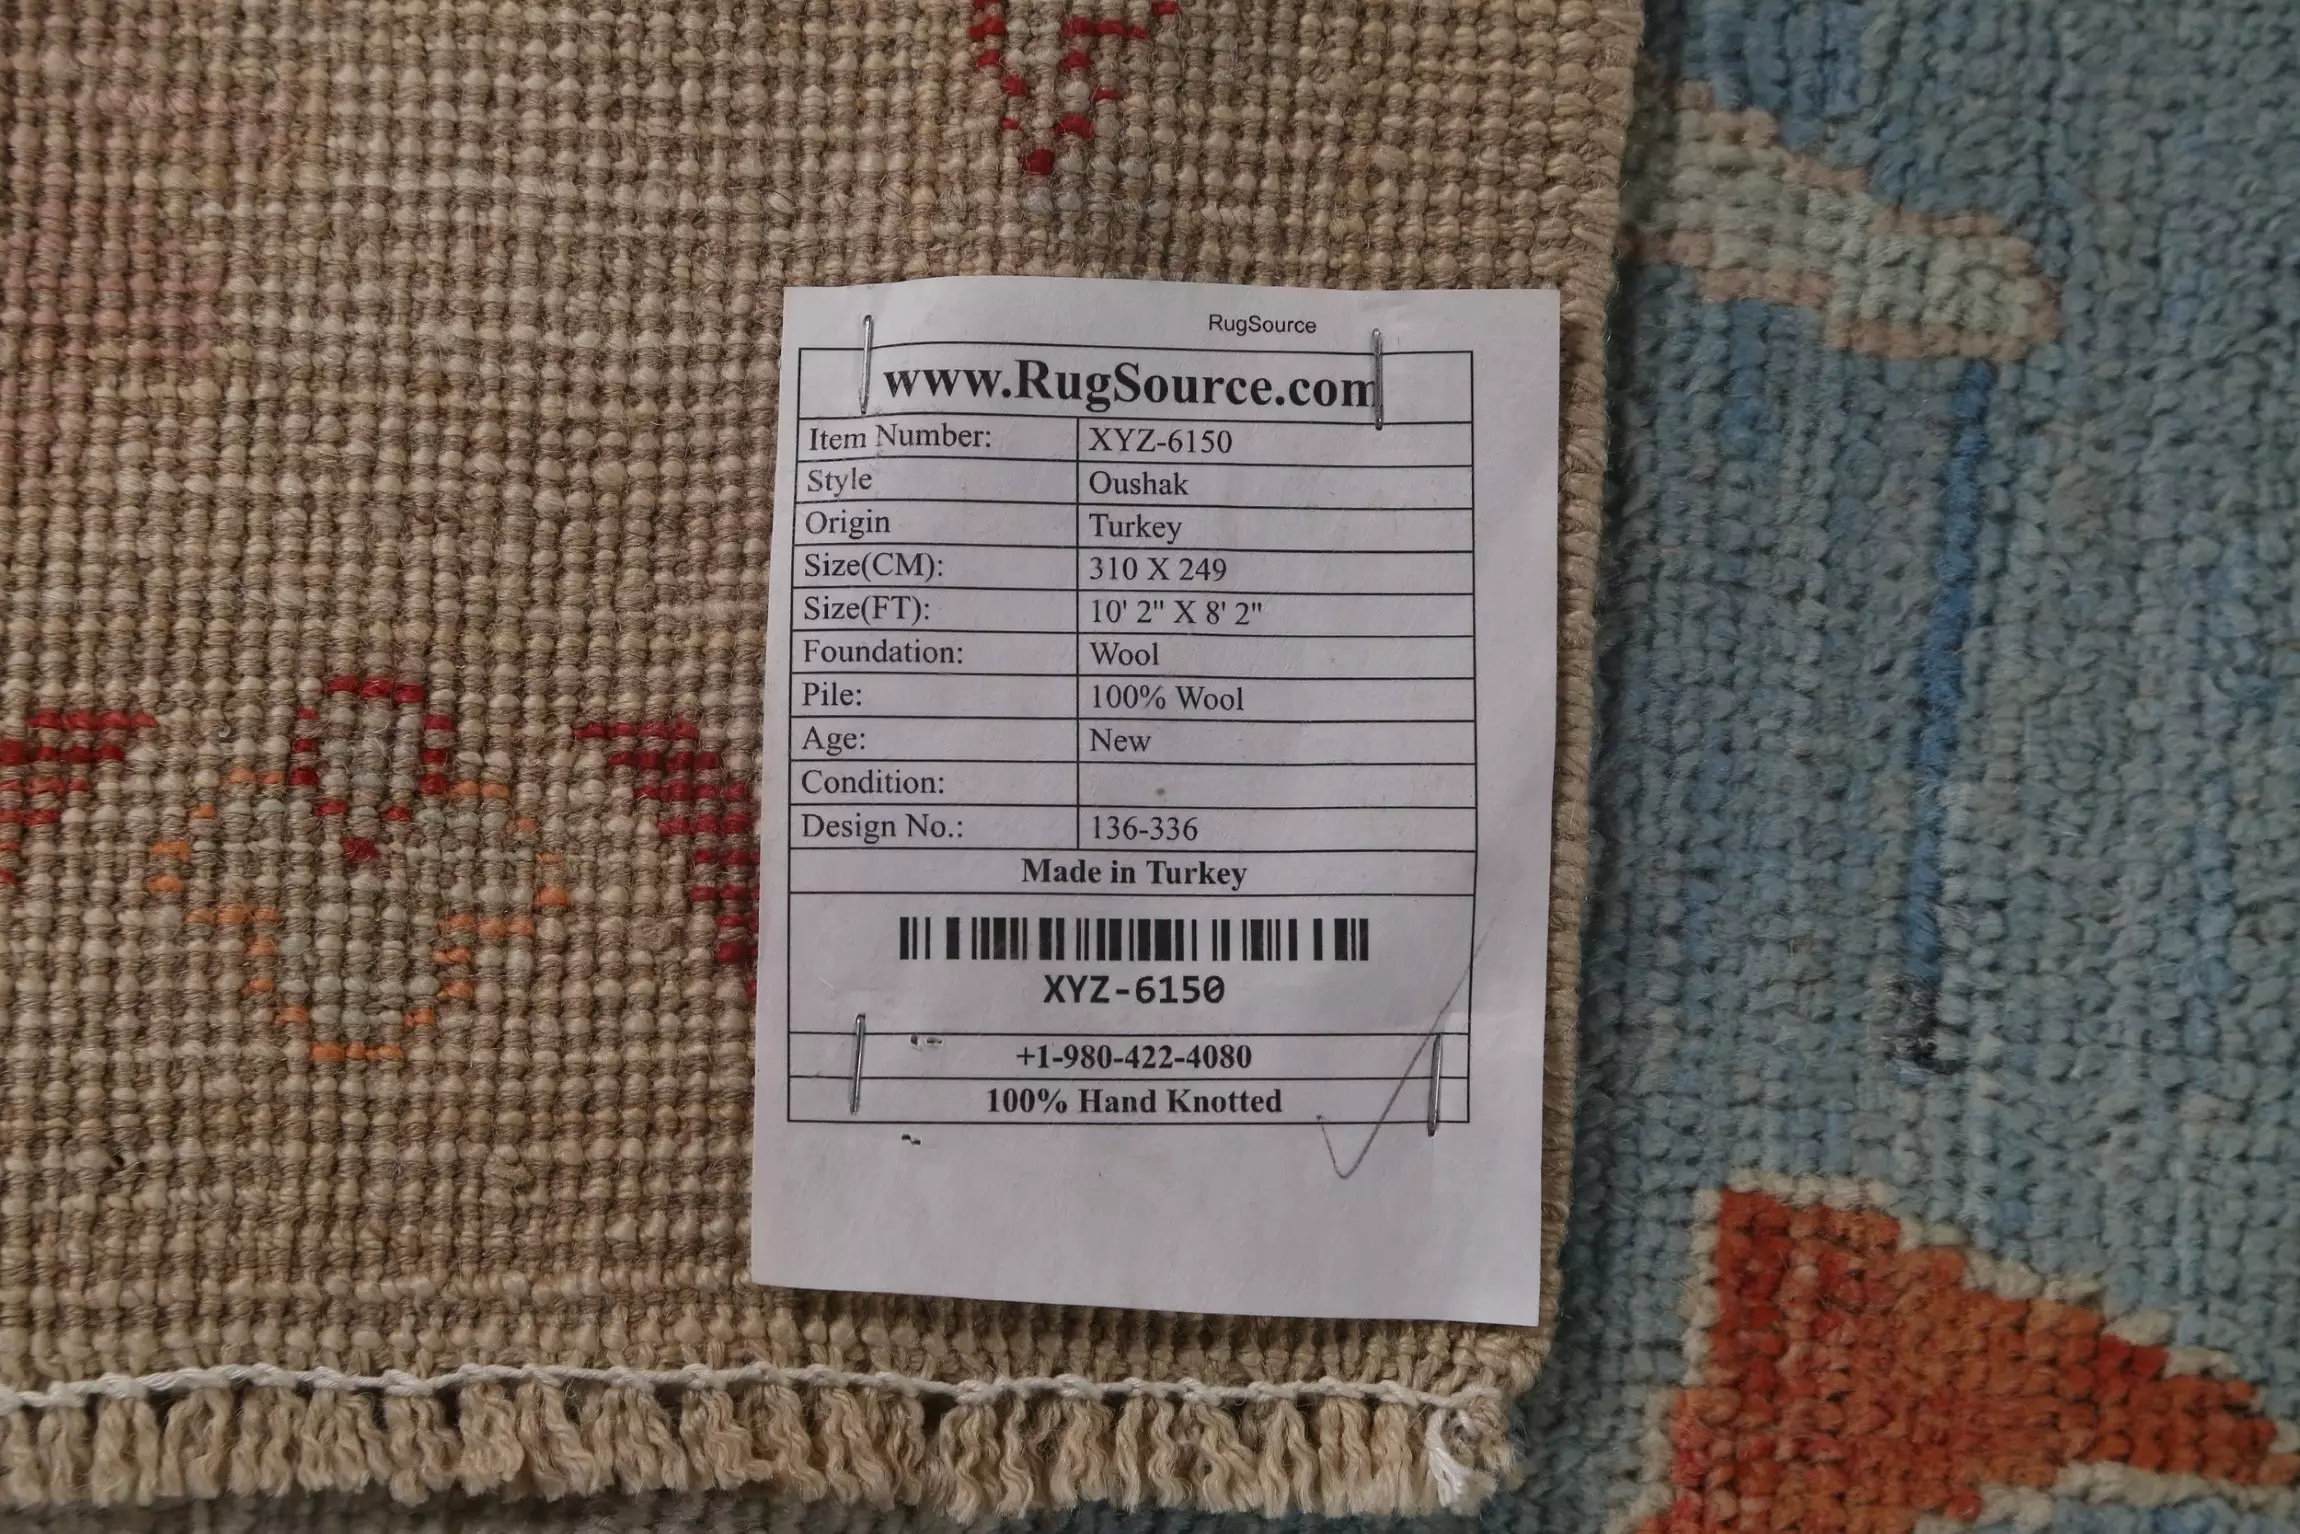 RugSource
www.RugSource.com
Item Number: XYZ-6150
Style Oushak
Origin Turkey
Size(CM): 310 X 249
Size(FT): 10' 2" X 8' 2"
Foundation: Wool
Pile: 100% Wool
Age: New
Condition:
Design No.: 136-336
Made in Turkey
XYZ-6150
+1-980-422-4080
100% Hand Knotted